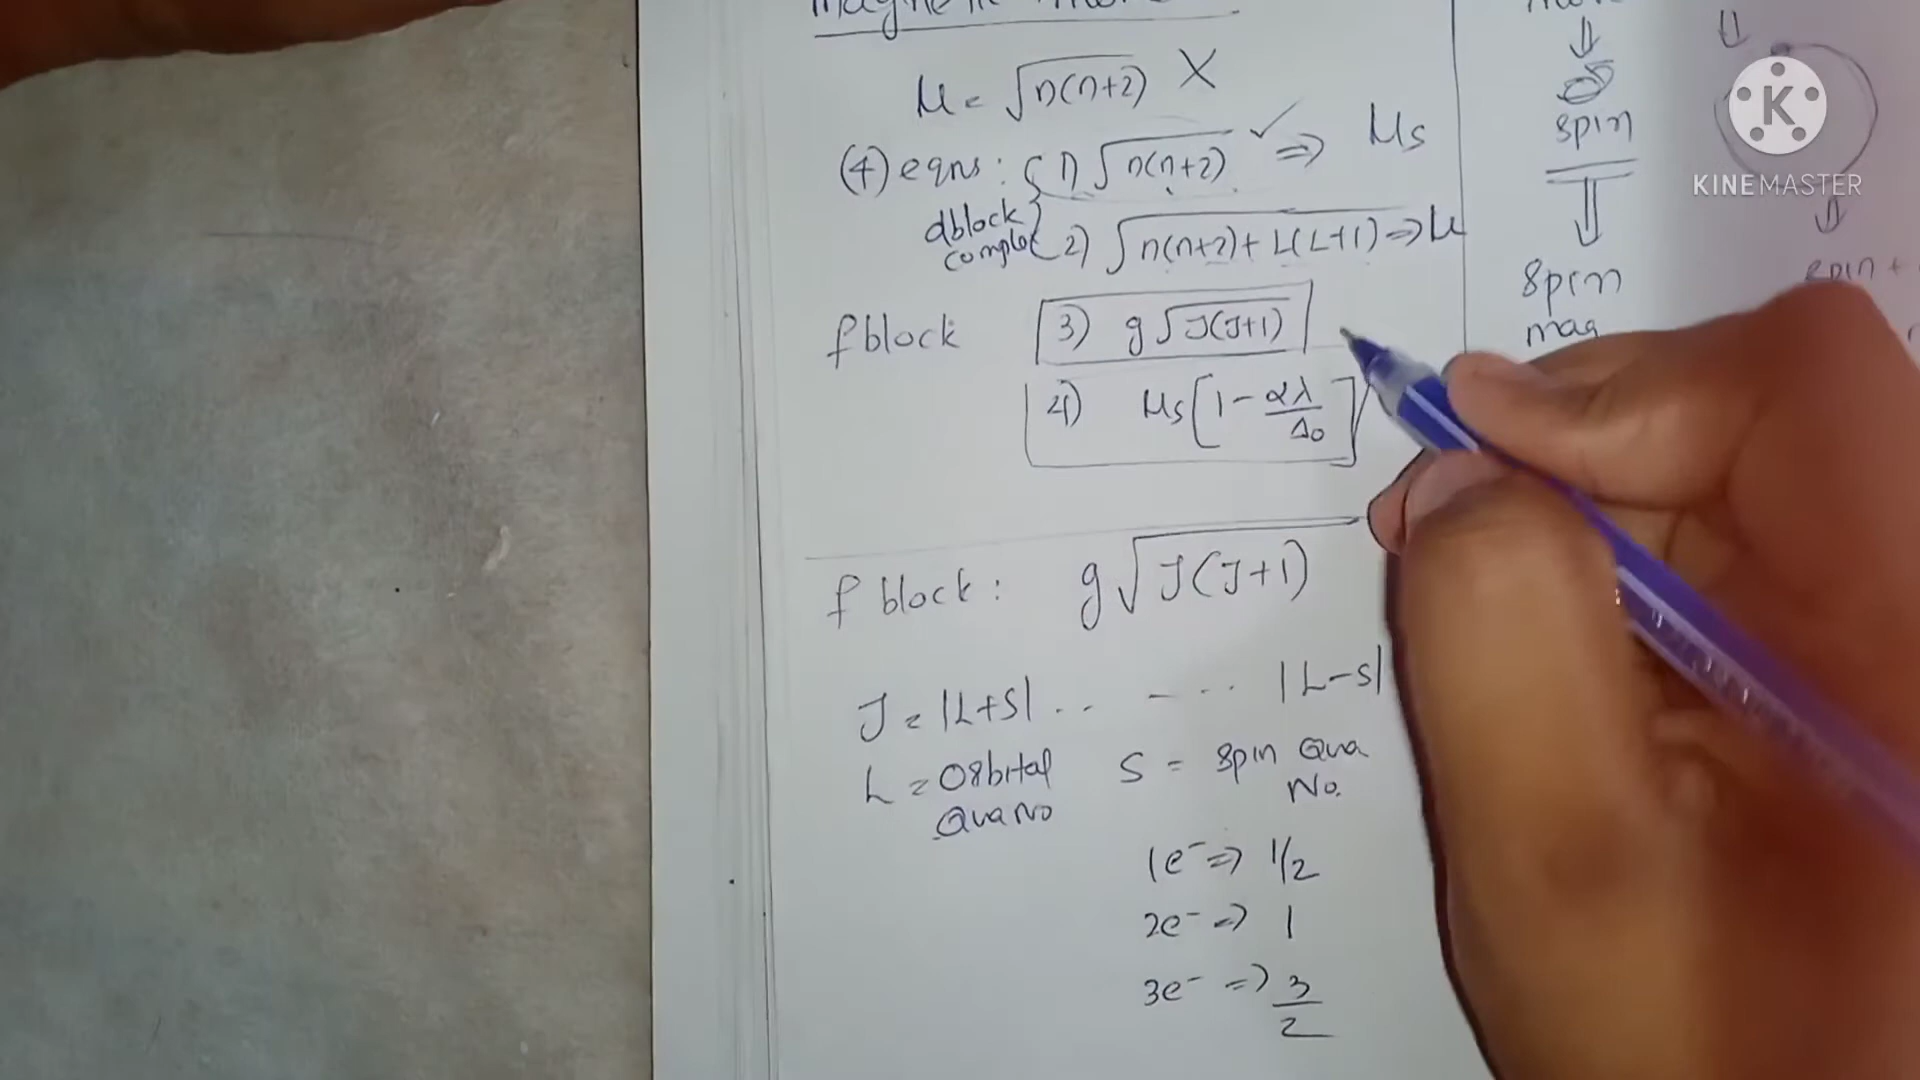 μ = √n(n+2) X
(4) eqns : { 1) √n(n+2) ✓ ⇒ μs
dblock
complex 2) √n(n+2) + L(L+1) ⇒ μ
f block 3) g√J(J+1)
4) μs[1 - αλ/Δo]
f block : g√J(J+1)
J = |L+S| .. - .. |L-S|
L = Orbital
Qua No
S = Spin Qua
No.
1e⁻ ⇒ 1/2
2e⁻ ⇒ 1
3e⁻ ⇒ 3/2
⇓
spin
⇓
Spin
mag
⇓
K
KINEMASTER
⇓
spin +